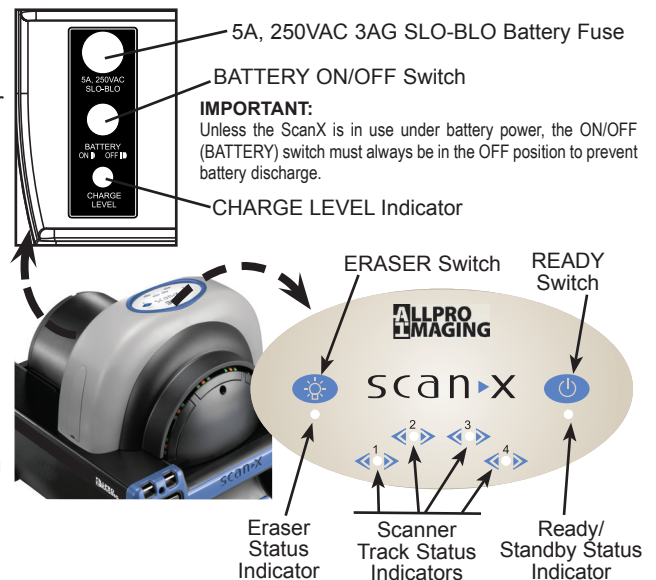 5A, 250VAC 3AG SLO-BLO Battery Fuse
5A, 250VAC
SLO-BLO
BATTERY ON/OFF Switch
IMPORTANT:
Unless the ScanX is in use under battery power, the ON/OFF
(BATTERY) switch must always be in the OFF position to prevent
battery discharge.
BATTERY
ON OFF
CHARGE
LEVEL
CHARGE LEVEL Indicator
ERASER Switch
READY
Switch
ALLPRO
IMAGING
scan x
1
2
3
4
scan x
Eraser
Status
Indicator
Scanner
Track Status
Indicators
Ready/
Standby Status
Indicator